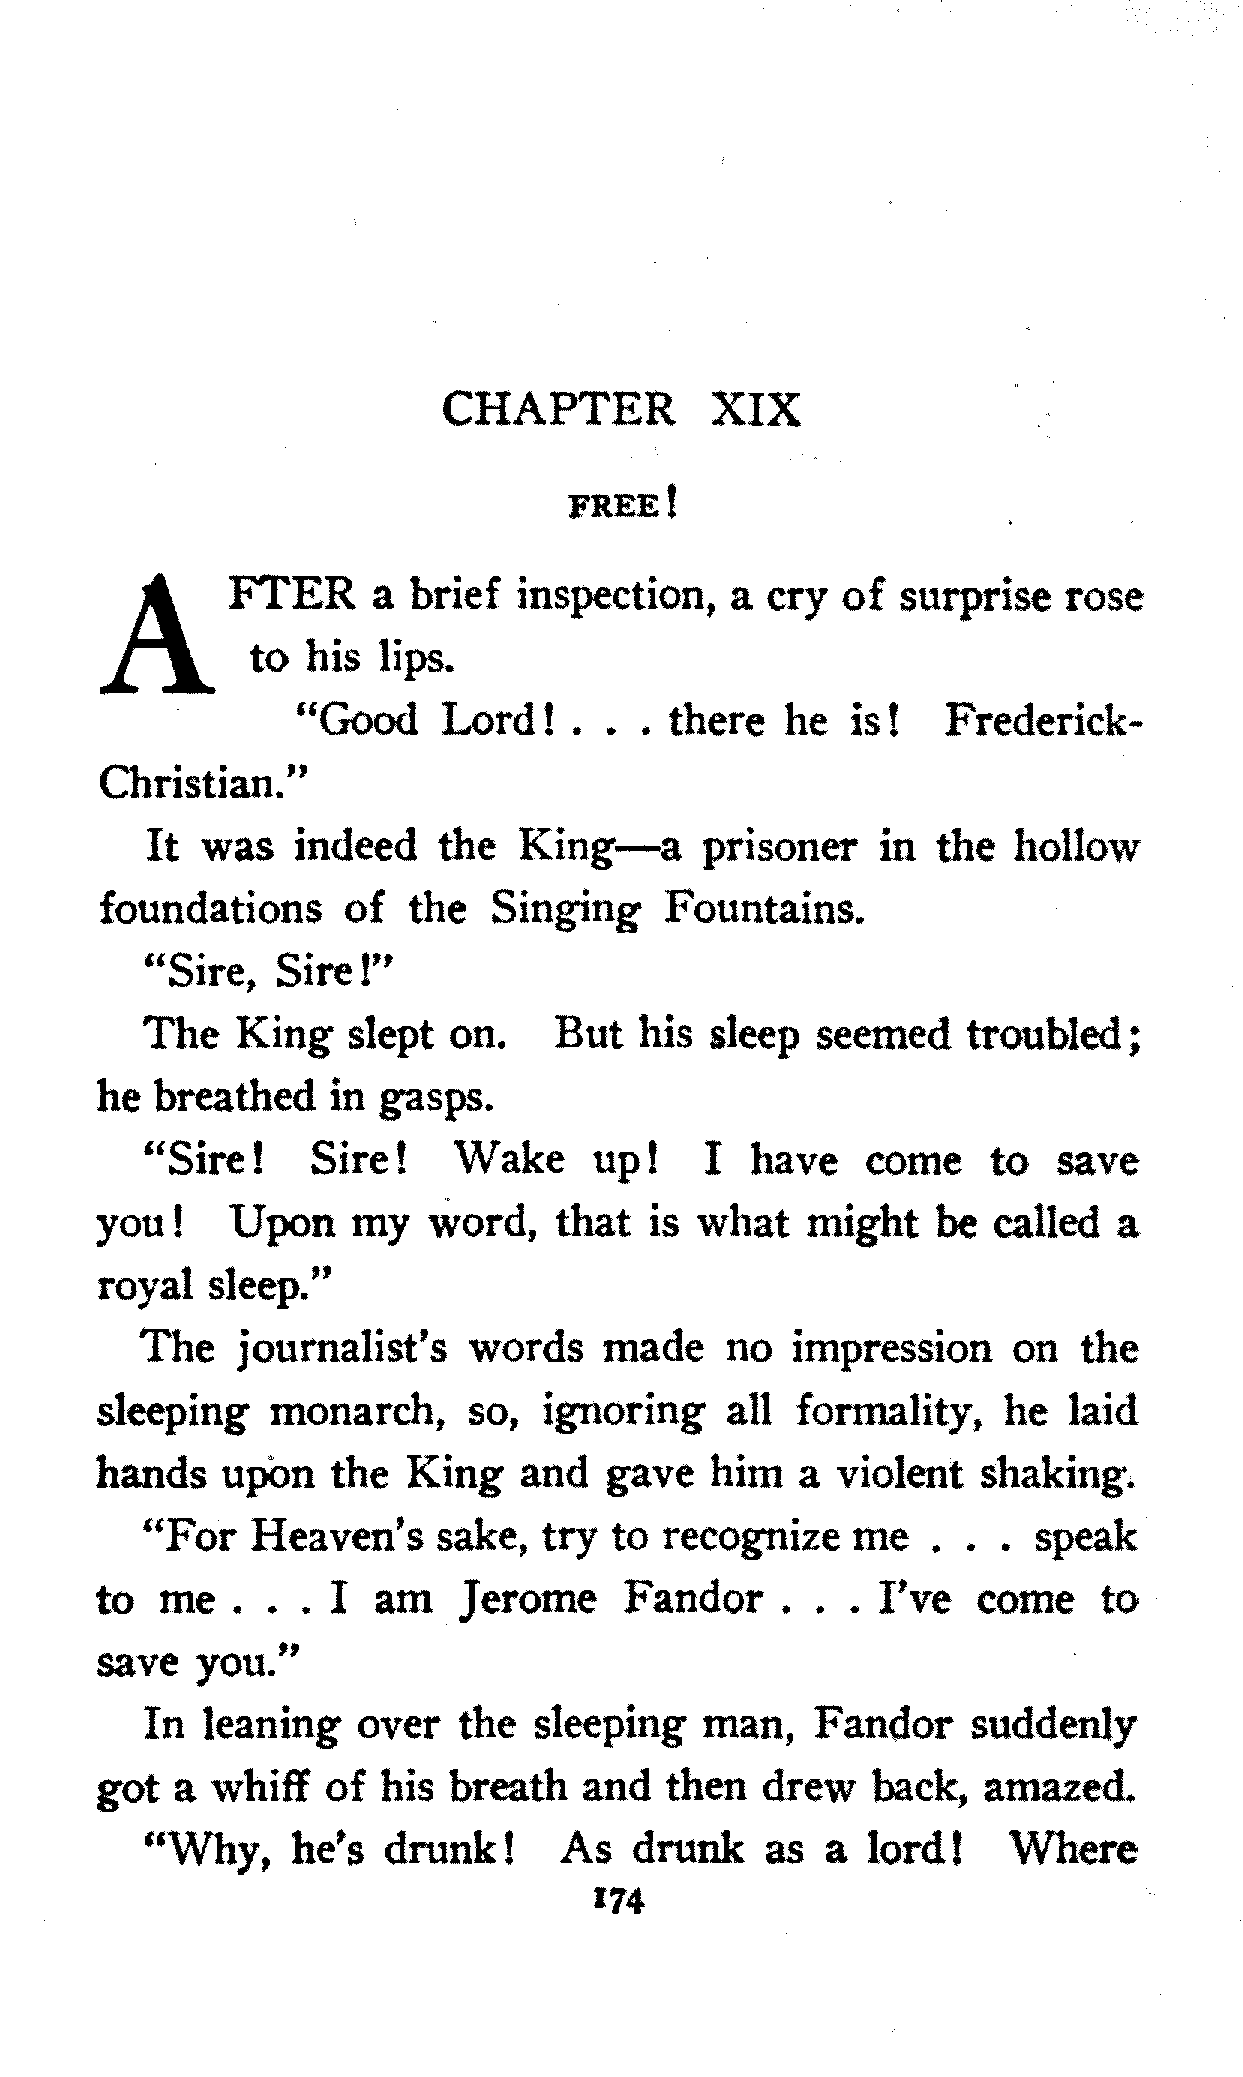 CHAPTER XIX
FREE!
AFTER a brief inspection, a cry of surprise rose
to his lips.
"Good Lord! . . . there he is! Frederick-
Christian."
It was indeed the King—a prisoner in the hollow
foundations of the Singing Fountains.
"Sire, Sire!"
The King slept on. But his sleep seemed troubled;
he breathed in gasps.
"Sire! Sire! Wake up! I have come to save
you! Upon my word, that is what might be called a
royal sleep."
The journalist's words made no impression on the
sleeping monarch, so, ignoring all formality, he laid
hands upon the King and gave him a violent shaking.
"For Heaven's sake, try to recognize me . . . speak
to me . . . I am Jerome Fandor . . . I've come to
save you."
In leaning over the sleeping man, Fandor suddenly
got a whiff of his breath and then drew back, amazed.
"Why, he's drunk! As drunk as a lord! Where
174